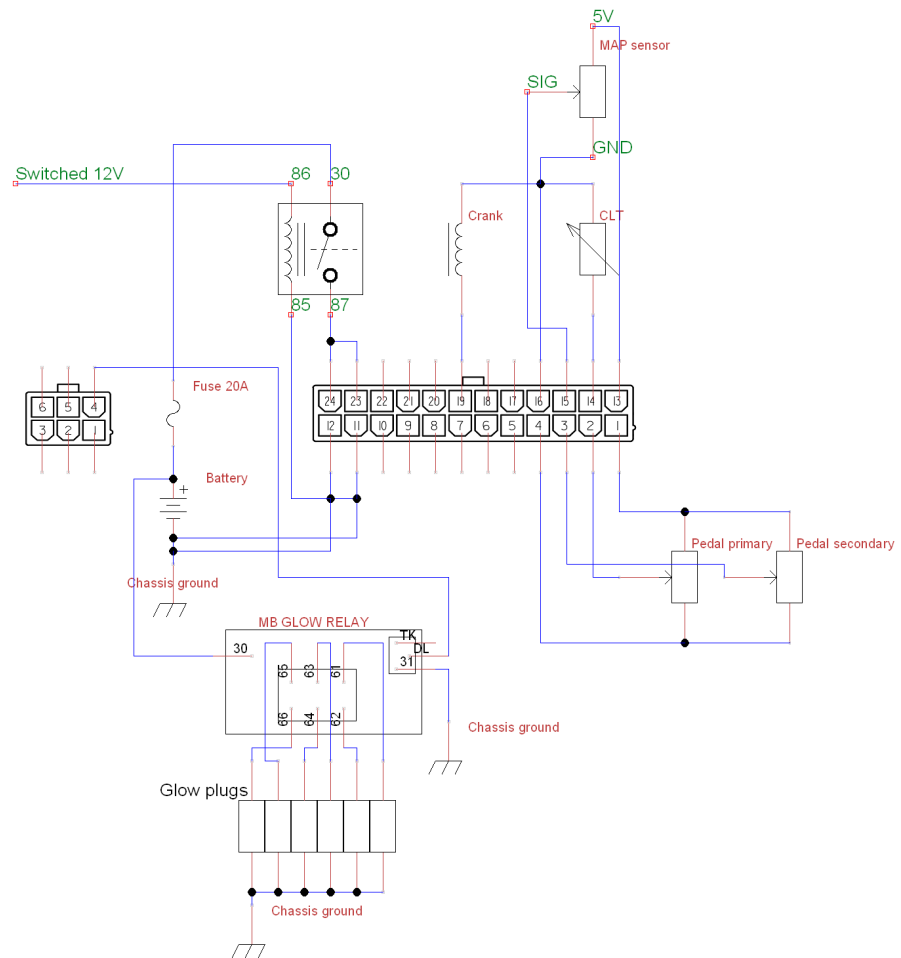 5V
MAP sensor
SIG
GND
Switched 12V
86 30
Crank
CLT
85 87
Fuse 20A
6 5 4
3 2 1
24 23 22 21 20 19 18 17 16 15 14 13
12 11 10 9 8 7 6 5 4 3 2 1
Battery
+
Pedal primary
Pedal secondary
Chassis ground
MB GLOW RELAY
TK
DL
30
31
65 63 61
66 64 62
Chassis ground
Glow plugs
Chassis ground